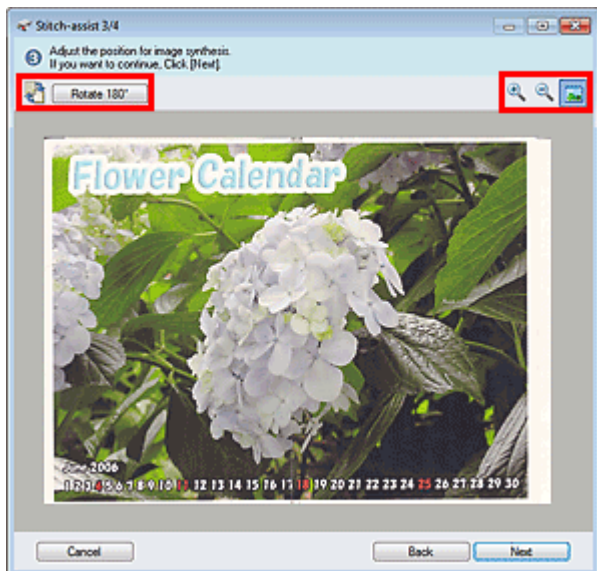 Stitch-assist 3/4
3 Adjust the position for image synthesis.
If you want to continue, Click [Next].
Rotate 180°
Flower Calendar
June,2006
1 2 3 4 5 6 7 8 9 10 11 12 13 14 15 16 17 18 19 20 21 22 23 24 25 26 27 28 29 30
Cancel
Back
Next